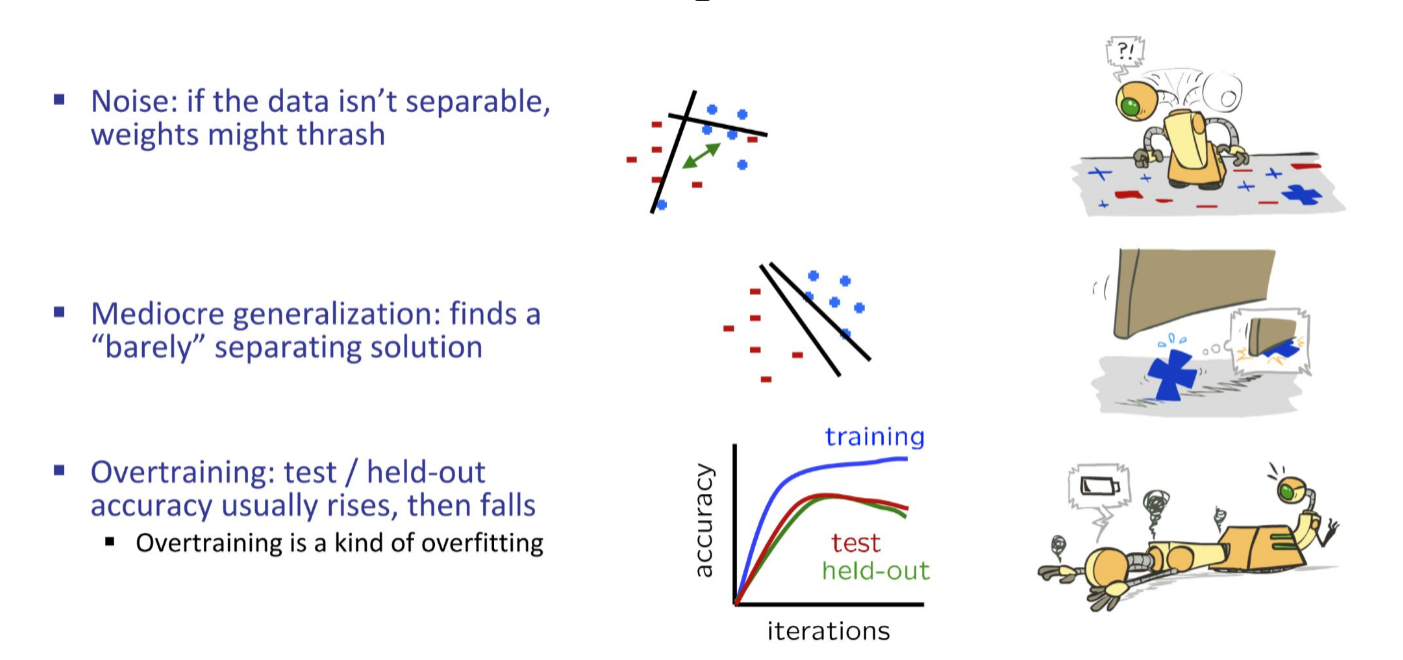 ▪ Noise: if the data isn’t separable,
weights might thrash
?!
▪ Mediocre generalization: finds a
“barely” separating solution
▪ Overtraining: test / held-out
accuracy usually rises, then falls
▪ Overtraining is a kind of overfitting
training
accuracy
test
held-out
iterations